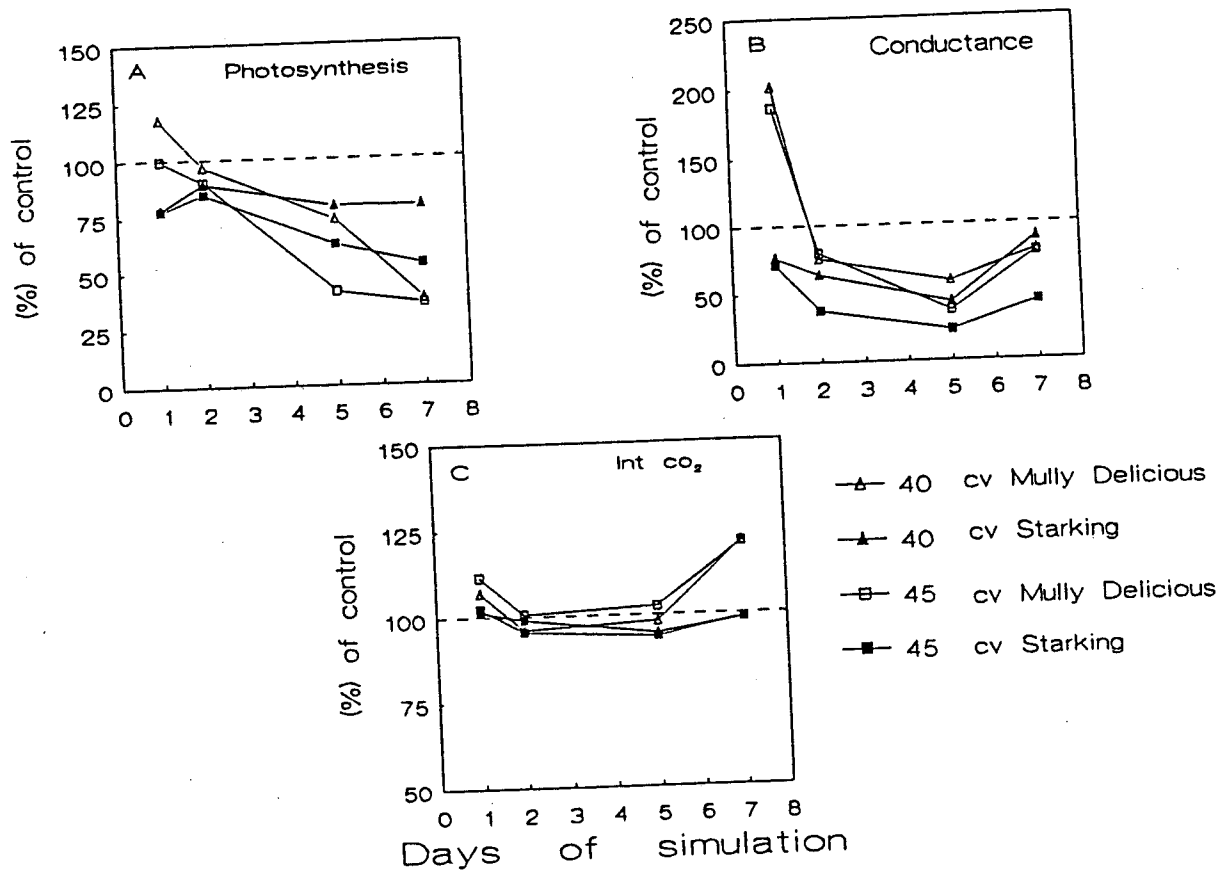 A Photosynthesis
(%) of control
150
125
100
75
50
25
0
0 1 2 3 4 5 6 7 8
B Conductance
(%) of control
250
200
150
100
50
0
0 1 2 3 4 5 6 7 8
C Int co₂
(%) of control
150
125
100
75
50
0 1 2 3 4 5 6 7 8
Days of simulation
40 cv Mully Delicious
40 cv Starking
45 cv Mully Delicious
45 cv Starking